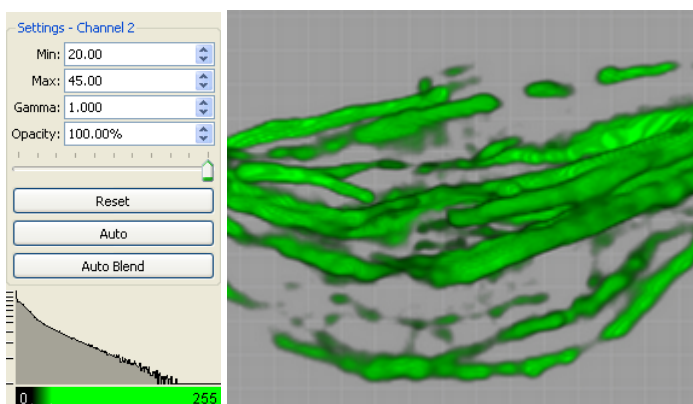 Settings - Channel 2
Min: 20.00
Max: 45.00
Gamma: 1.000
Opacity: 100.00%
Reset
Auto
Auto Blend
0 255